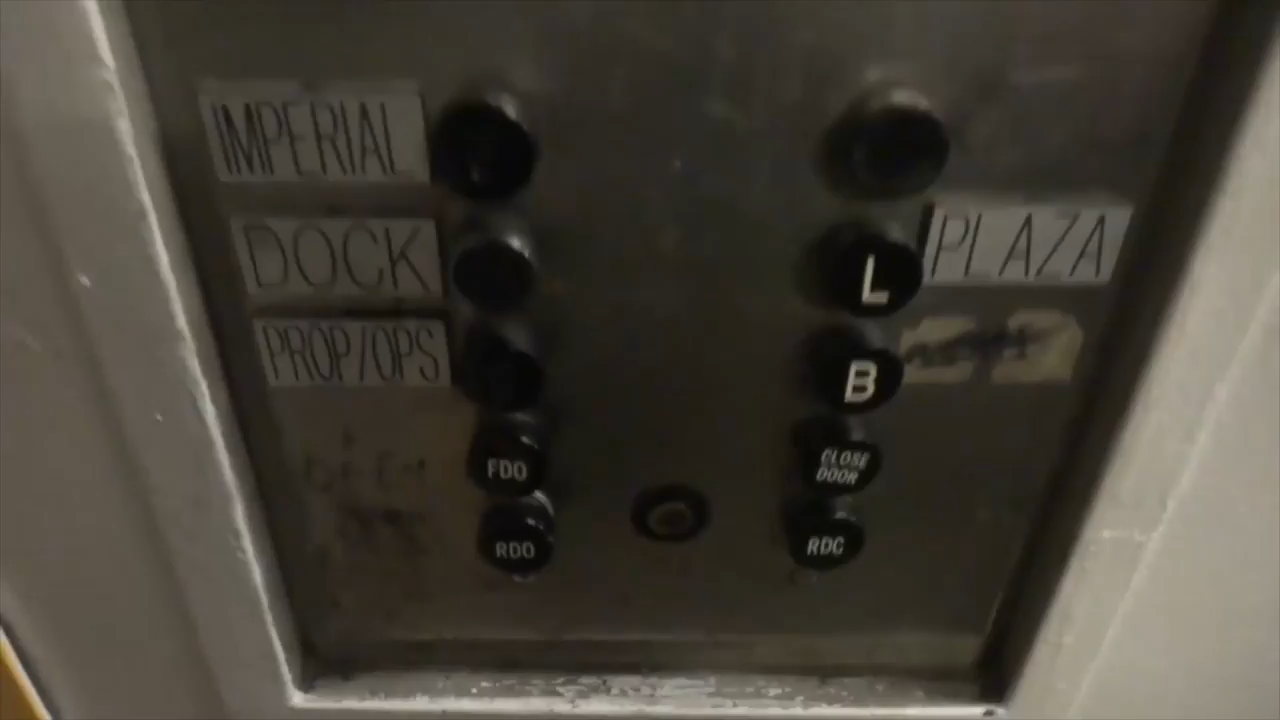 IMPERIAL
DOCK
L PLAZA
PROP/OPS
B
FDO
CLOSE
DOOR
RDO
RDC